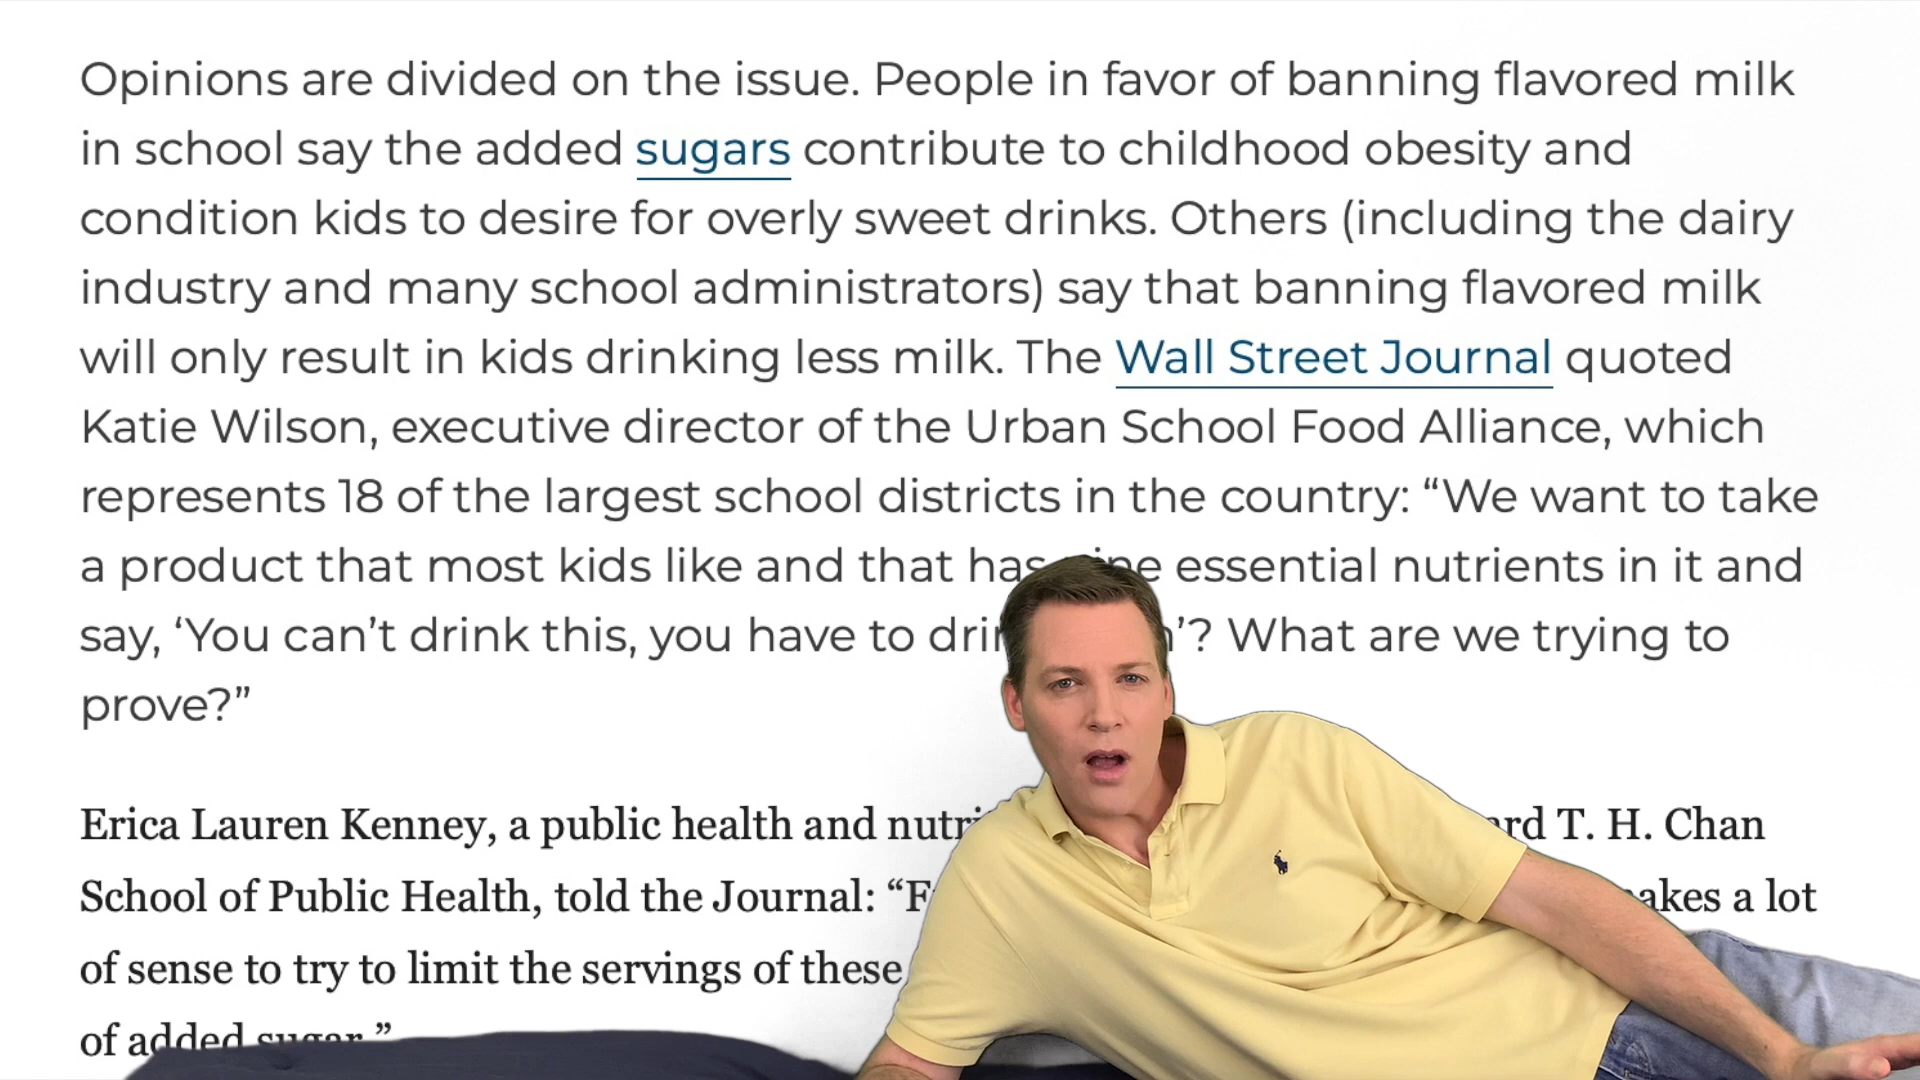 Opinions are divided on the issue. People in favor of banning flavored milk
in school say the added sugars contribute to childhood obesity and
condition kids to desire for overly sweet drinks. Others (including the dairy
industry and many school administrators) say that banning flavored milk
will only result in kids drinking less milk. The Wall Street Journal quoted
Katie Wilson, executive director of the Urban School Food Alliance, which
represents 18 of the largest school districts in the country: “We want to take
a product that most kids like and that has nine essential nutrients in it and
say, ‘You can’t drink this, you have to ’? What are we trying to
prove?”
Erica Lauren Kenney, a public health and T. H. Chan
School of Public Health, told the Journal: “ a lot
of sense to try to limit the servings of these
of added sugar.”